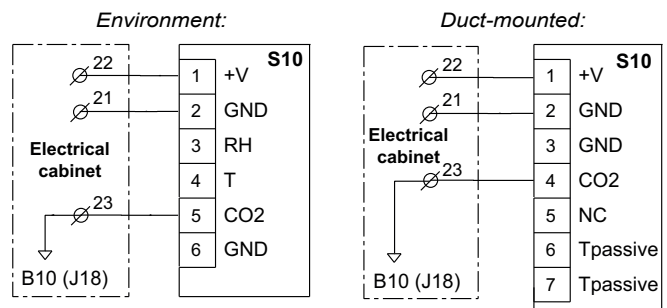 Environment:
S10
22
1 +V
21
2 GND
3 RH
Electrical
cabinet
4 T
23
5 CO2
6 GND
B10 (J18)
Duct-mounted:
S10
22
1 +V
21
2 GND
3 GND
Electrical
cabinet
23
4 CO2
5 NC
6 Tpassive
B10 (J18)
7 Tpassive